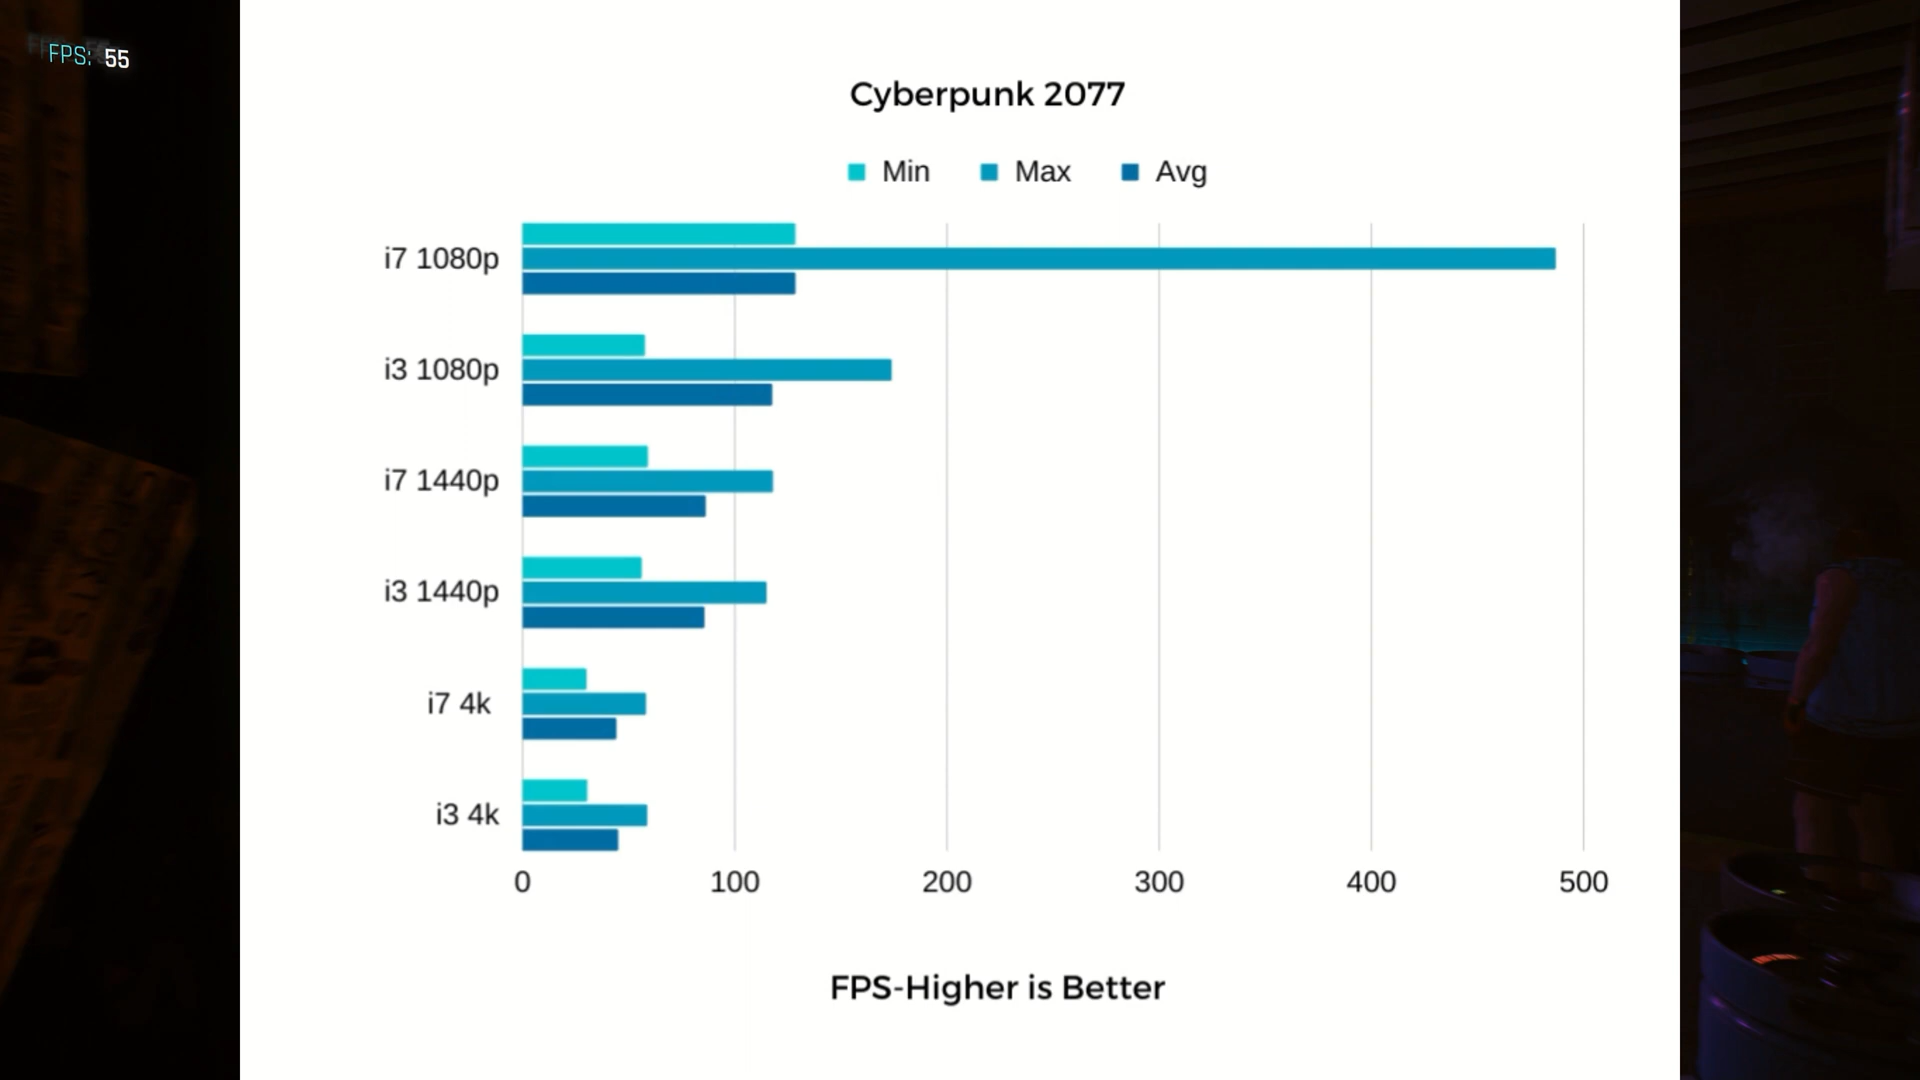 FPS: 55
Cyberpunk 2077
Min Max Avg
i7 1080p
i3 1080p
i7 1440p
i3 1440p
i7 4k
i3 4k
0 100 200 300 400 500
FPS-Higher is Better